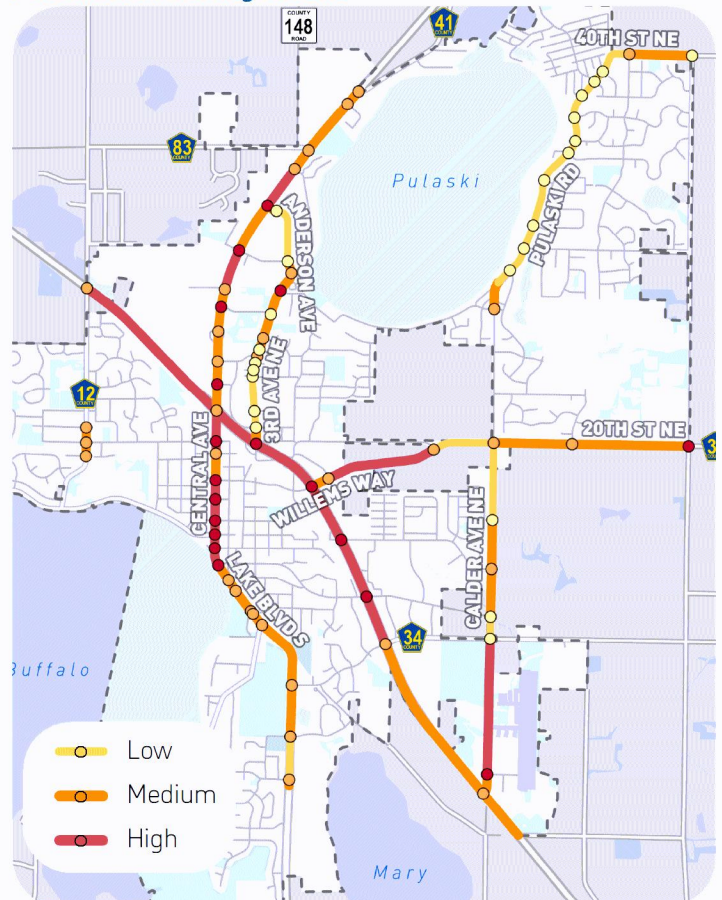 COUNTY
148
ROAD
41
COUNTY
40TH ST NE
83
COUNTY
Pulaski
PULASKI RD
ANDERSON AVE
3RD AVE NE
12
COUNTY
CENTRAL AVE
20TH ST NE
3
COUNTY
WILLEMS WAY
CALDER AVE NE
LAKE BLVD S
34
COUNTY
Buffalo
Low
Medium
High
Mary